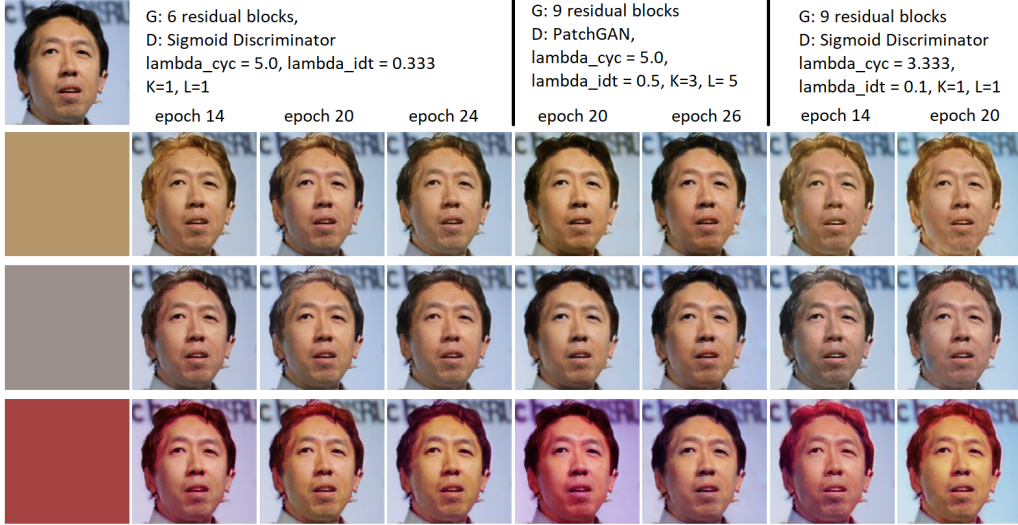 G: 6 residual blocks,
D: Sigmoid Discriminator
lambda_cyc = 5.0, lambda_idt = 0.333
K=1, L=1
epoch 14
epoch 20
epoch 24
G: 9 residual blocks
D: PatchGAN,
lambda_cyc = 5.0,
lambda_idt = 0.5, K=3, L= 5
epoch 20
epoch 26
G: 9 residual blocks
D: Sigmoid Discriminator
lambda_cyc = 3.333,
lambda_idt = 0.1, K=1, L=1
epoch 14
epoch 20